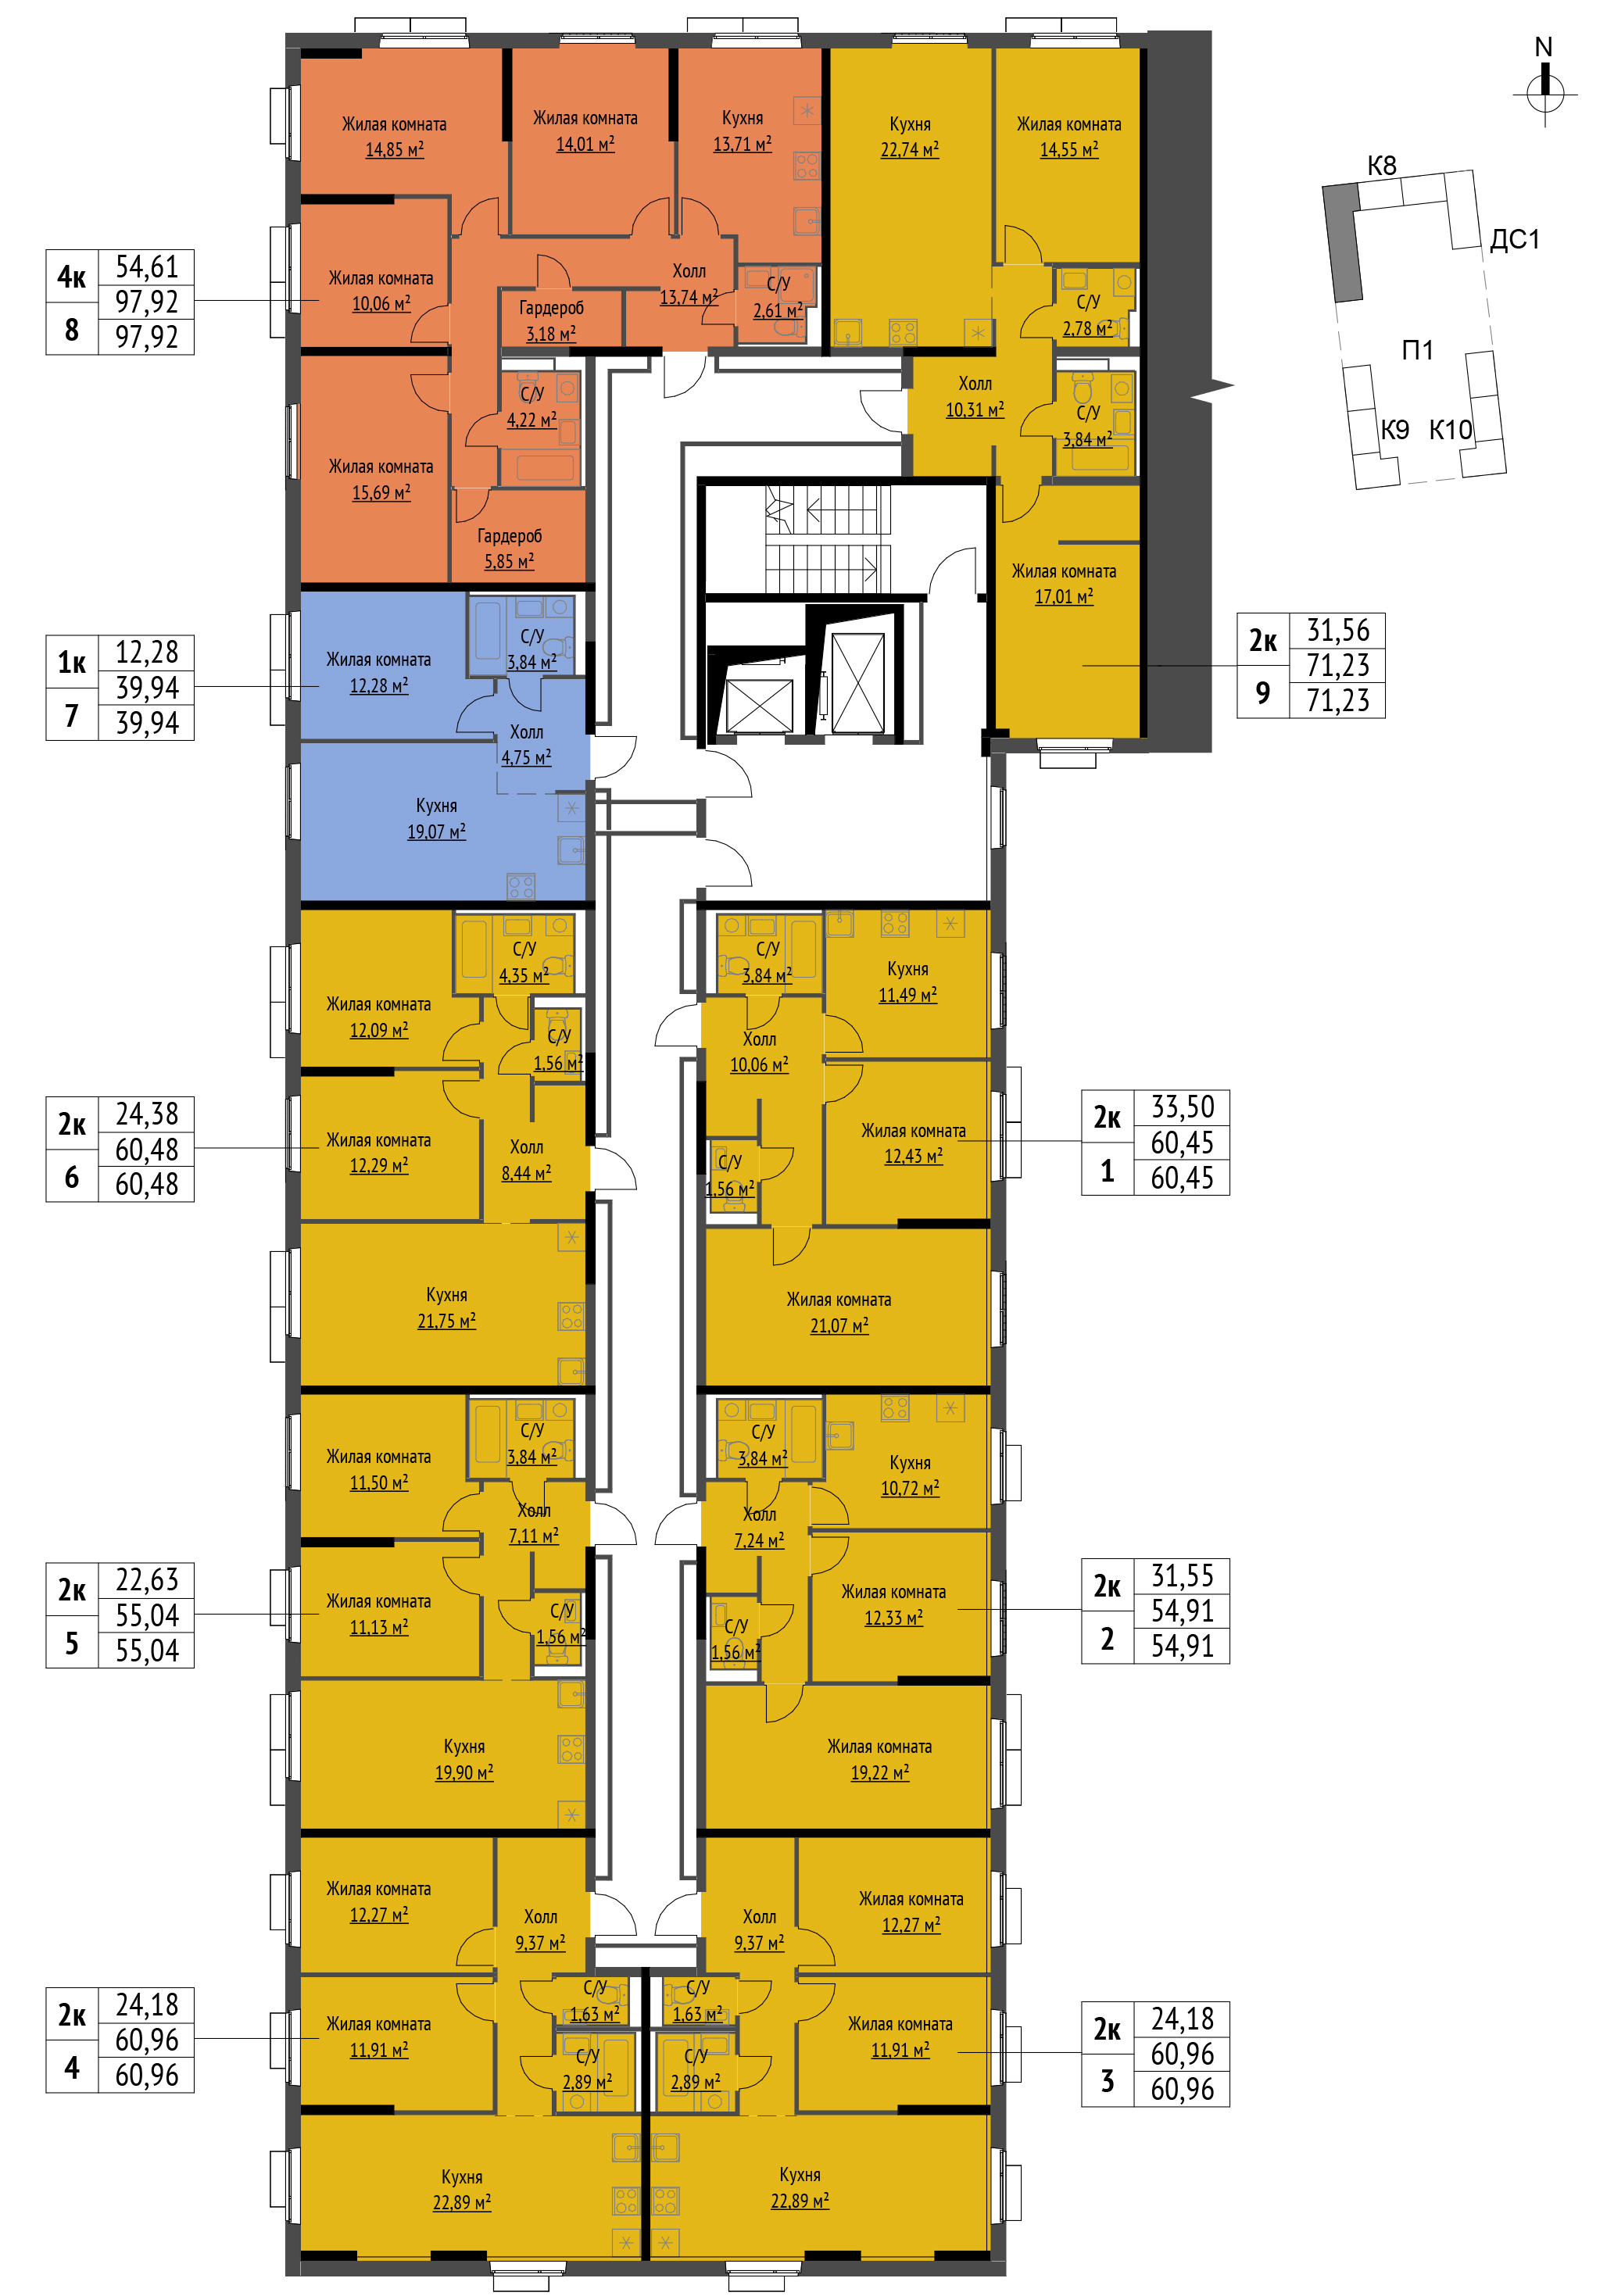 N
К8
ДС1
П1
К9
К10
Жилая комната
14,85 м²
Жилая комната
14,01 м²
Кухня
13,71 м²
Кухня
22,74 м²
Жилая комната
14,55 м²
4к
8
54,61
97,92
97,92
Жилая комната
10,06 м²
Гардероб
3,18 м²
Холл
13,74 м²
С/У
2,61 м²
С/У
2,78 м²
Холл
10,31 м²
С/У
3,84 м²
С/У
4,22 м²
Жилая комната
15,69 м²
Гардероб
5,85 м²
Жилая комната
17,01 м²
2к
9
31,56
71,23
71,23
1к
7
12,28
39,94
39,94
Жилая комната
12,28 м²
С/У
3,84 м²
Холл
4,75 м²
Кухня
19,07 м²
С/У
4,35 м²
Жилая комната
12,09 м²
С/У
1,56 м²
С/У
3,84 м²
Кухня
11,49 м²
Холл
10,06 м²
2к
6
24,38
60,48
60,48
Жилая комната
12,29 м²
Холл
8,44 м²
С/У
1,56 м²
Жилая комната
12,43 м²
2к
1
33,50
60,45
60,45
Кухня
21,75 м²
Жилая комната
21,07 м²
Жилая комната
11,50 м²
С/У
3,84 м²
Холл
7,11 м²
С/У
3,84 м²
Кухня
10,72 м²
Холл
7,24 м²
2к
5
22,63
55,04
55,04
Жилая комната
11,13 м²
С/У
1,56 м²
С/У
1,56 м²
Жилая комната
12,33 м²
2к
2
31,55
54,91
54,91
Кухня
19,90 м²
Жилая комната
19,22 м²
Жилая комната
12,27 м²
Холл
9,37 м²
Холл
9,37 м²
Жилая комната
12,27 м²
2к
4
24,18
60,96
60,96
Жилая комната
11,91 м²
С/У
1,63 м²
С/У
1,63 м²
С/У
2,89 м²
С/У
2,89 м²
Жилая комната
11,91 м²
2к
3
24,18
60,96
60,96
Кухня
22,89 м²
Кухня
22,89 м²